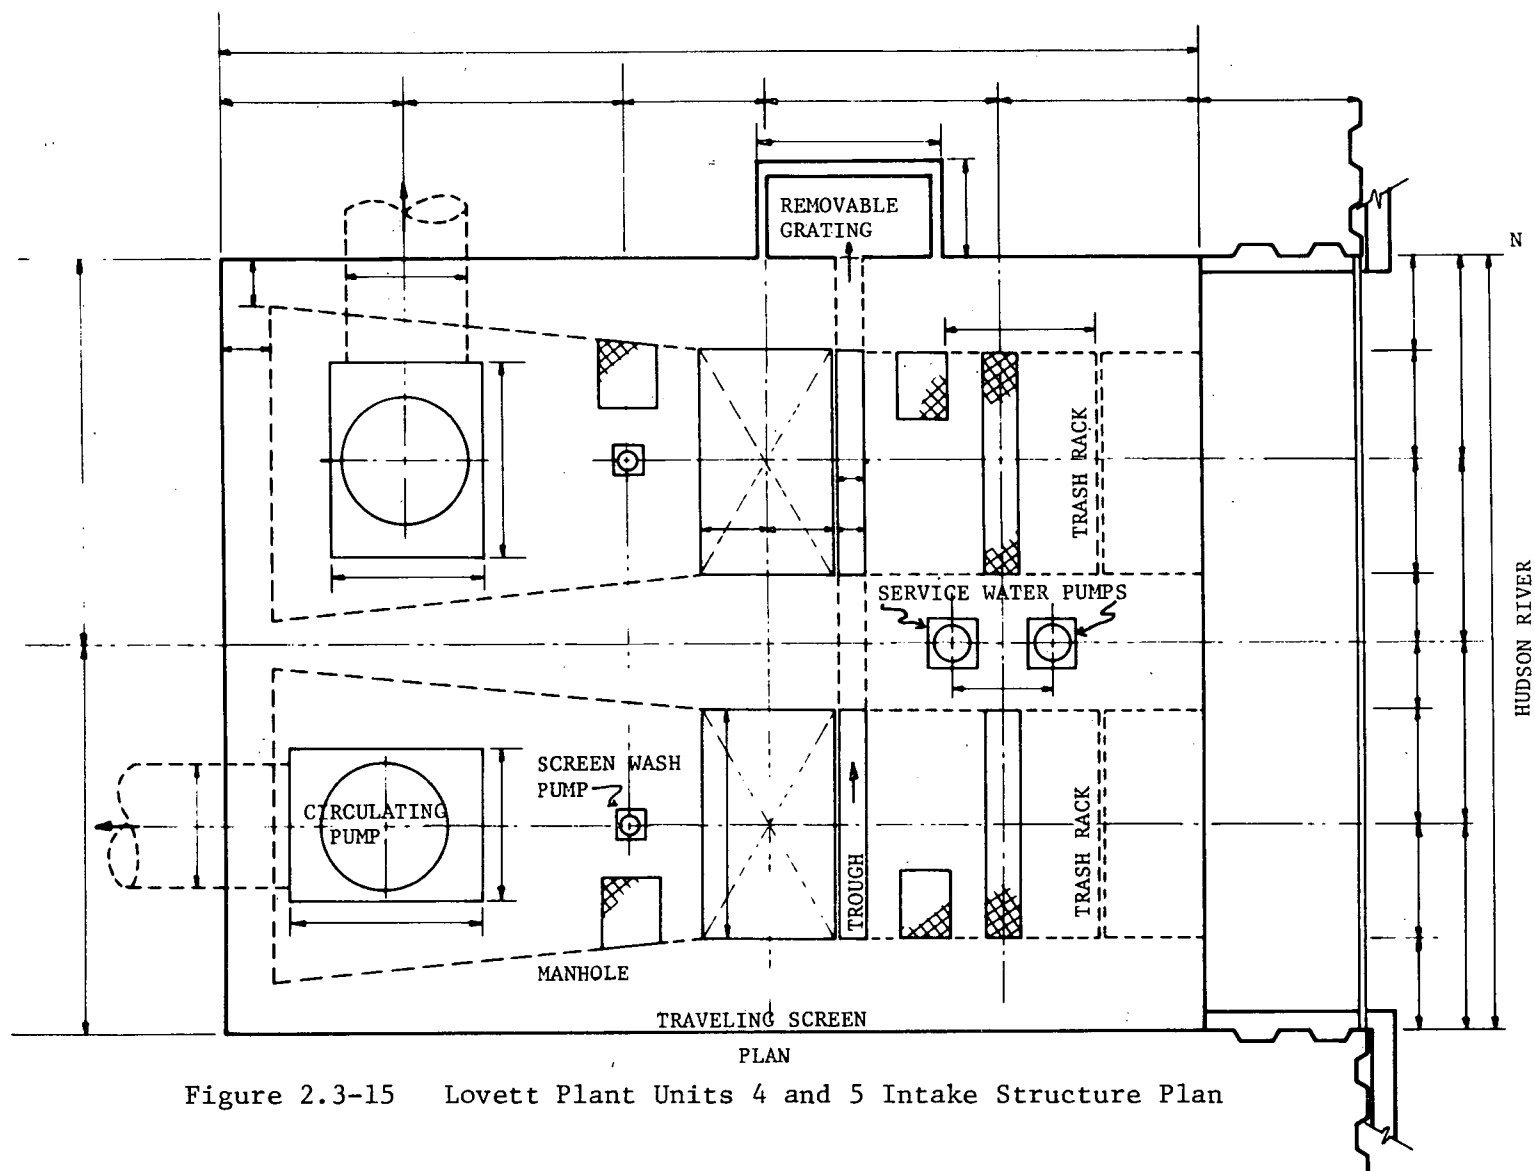 REMOVABLE
GRATING
N
TRASH RACK
SERVICE WATER PUMPS
HUDSON RIVER
SCREEN WASH
PUMP
CIRCULATING
PUMP
TROUGH
TRASH RACK
MANHOLE
TRAVELING SCREEN
PLAN
Figure 2.3-15 Lovett Plant Units 4 and 5 Intake Structure Plan